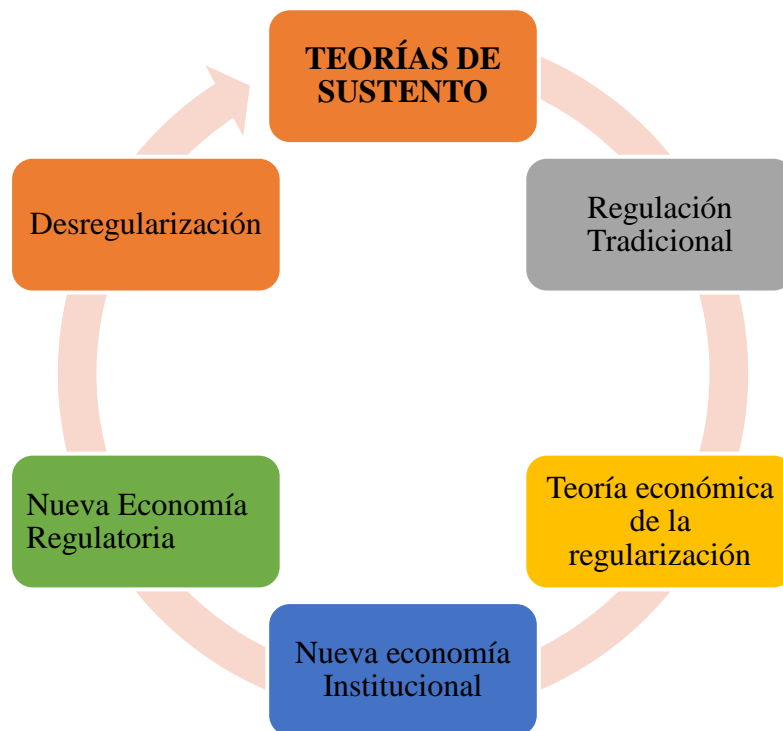 TEORÍAS DE
SUSTENTO
Regulación
Tradicional
Teoría económica
de la
regularización
Nueva economía
Institucional
Nueva Economía
Regulatoria
Desregularización